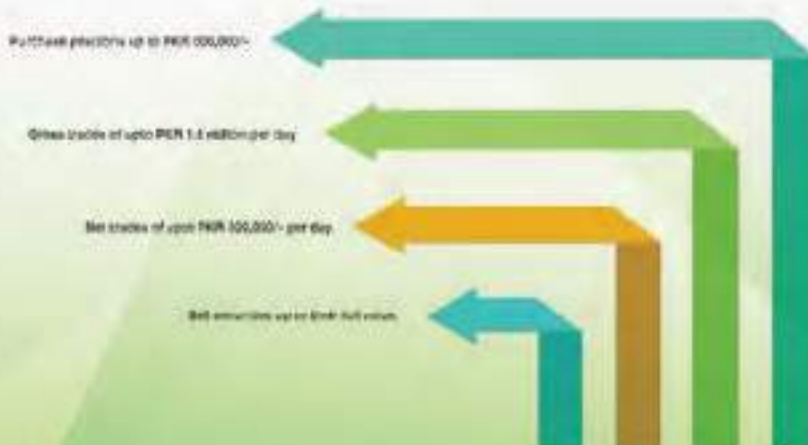 Purchase positions up to PKR
Gross trades of upto PKR million per day
Net trades of upto PKR per day
Sell securities up to their full value